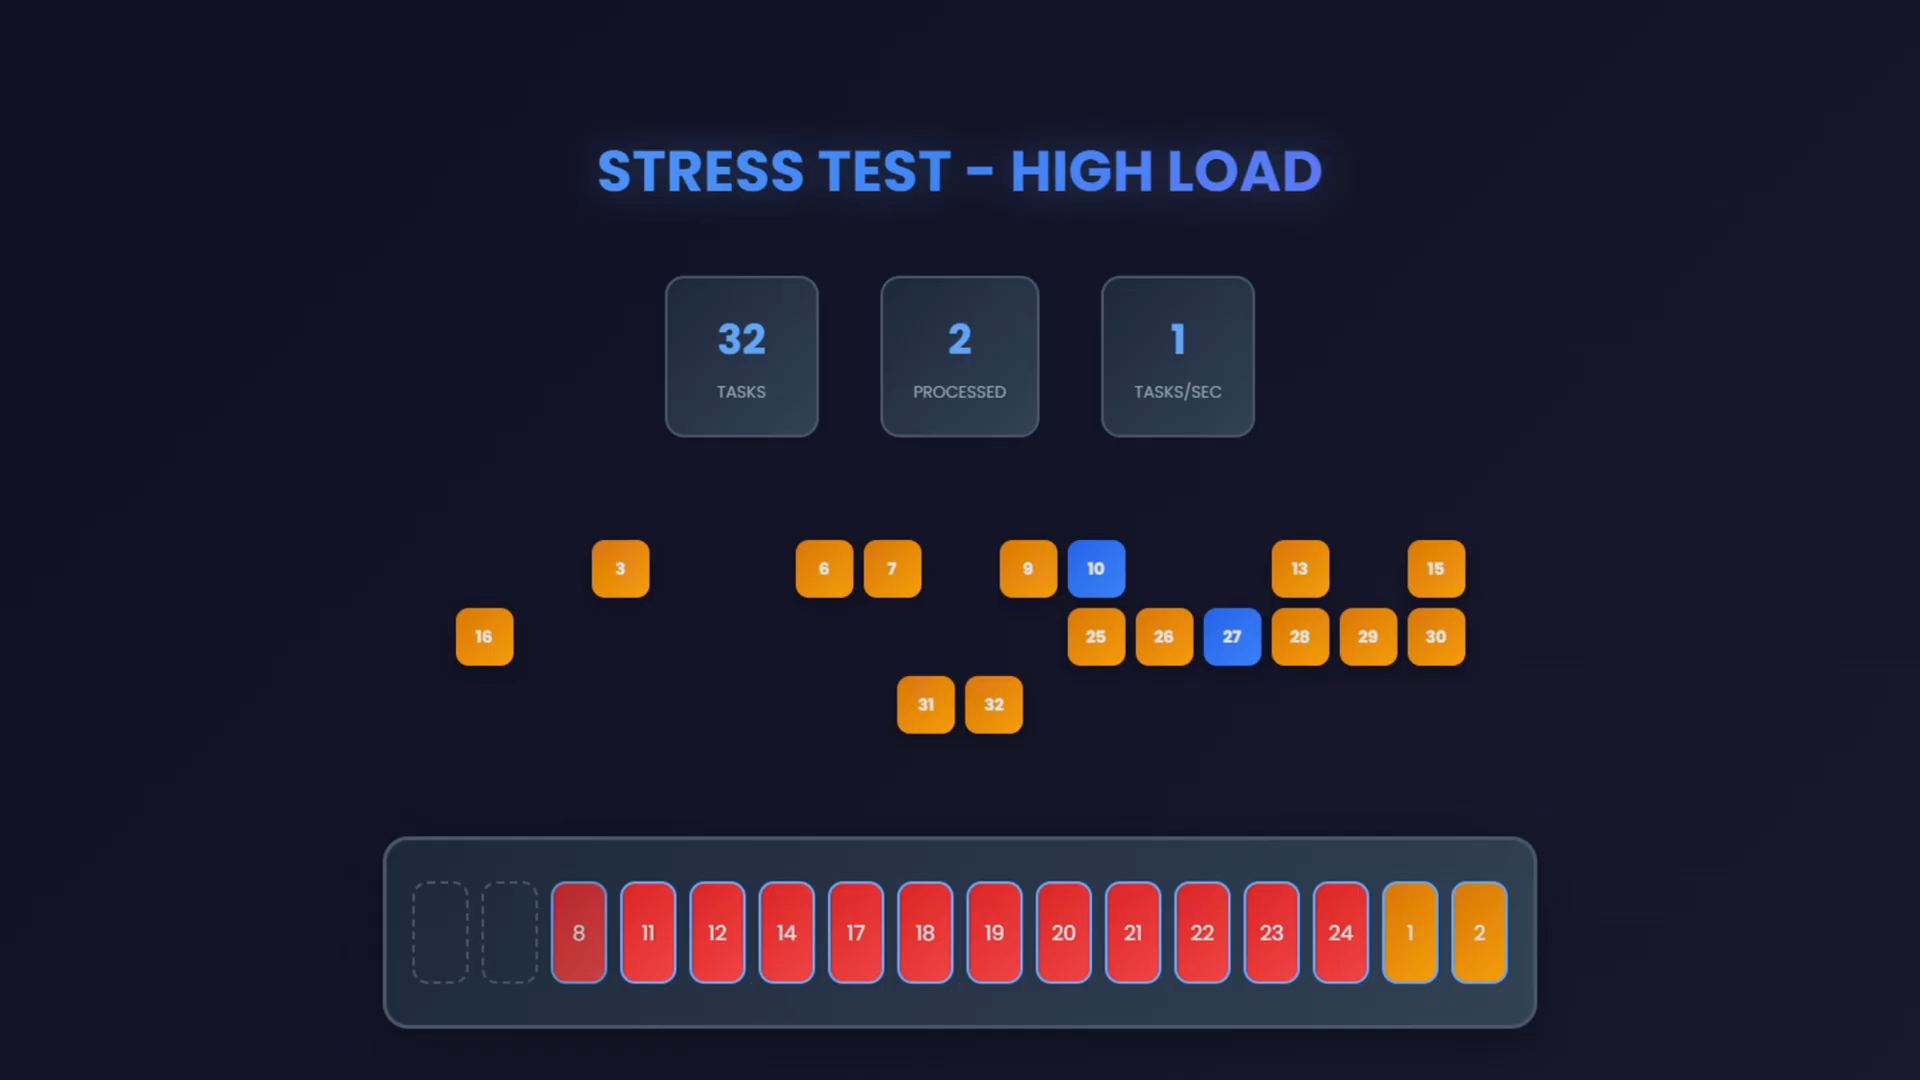 STRESS TEST - HIGH LOAD
32 2 1
TASKS PROCESSED TASKS/SEC
3 6 7 9 10 13 15
16 25 26 27 28 29 30
31 32
8 11 12 14 17 18 19 20 21 22 23 24 1 2